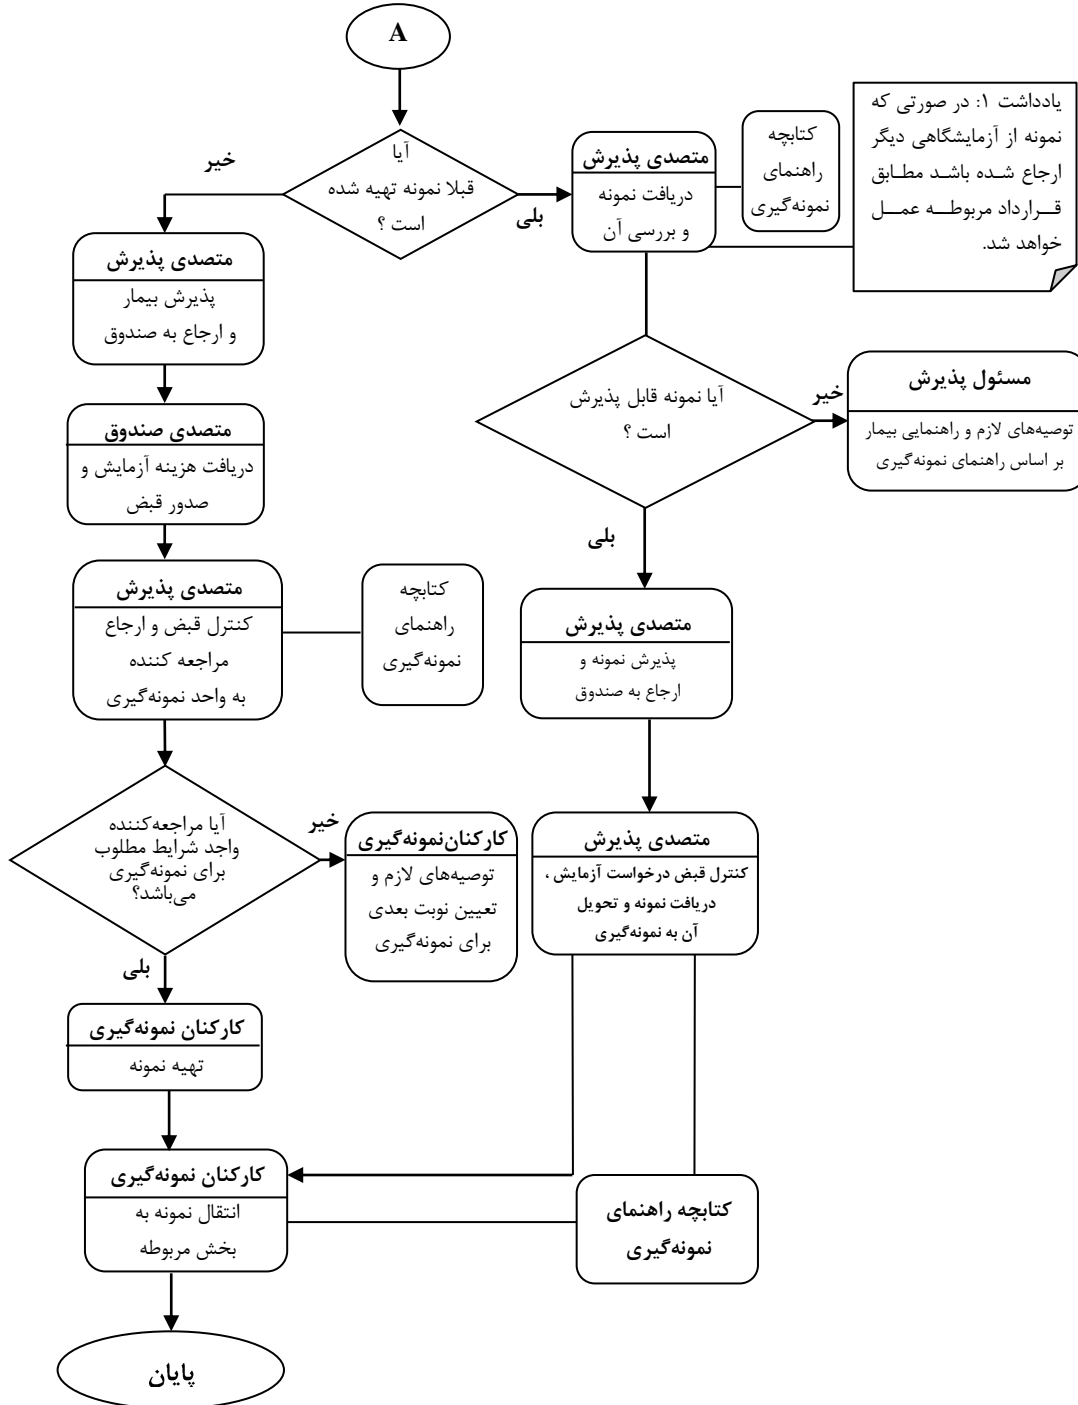 A
یادداشت ۱: در صورتی که
نمونه از آزمایشگاهی دیگر
ارجاع شده باشد مطابق
قرارداد مربوطه عمل
خواهد شد.
کتابچه
راهنمای
نمونه‌گیری
متصدی پذیرش
دریافت نمونه
و بررسی آن
آیا
قبلا نمونه تهیه شده
است ؟
خیر
بلی
متصدی پذیرش
پذیرش بیمار
و ارجاع به صندوق
آیا نمونه قابل پذیرش
است ؟
خیر
مسئول پذیرش
توصیه‌های لازم و راهنمایی بیمار
بر اساس راهنمای نمونه‌گیری
متصدی صندوق
دریافت هزینه آزمایش و
صدور قبض
بلی
متصدی پذیرش
کنترل قبض و ارجاع
مراجعه کننده
به واحد نمونه‌گیری
کتابچه
راهنمای
نمونه‌گیری
متصدی پذیرش
پذیرش نمونه و
ارجاع به صندوق
آیا مراجعه‌کننده
واجد شرایط مطلوب
برای نمونه‌گیری
می‌باشد؟
خیر
کارکنان‌نمونه‌گیری
توصیه‌های لازم و
تعیین نوبت بعدی
برای نمونه‌گیری
متصدی پذیرش
کنترل قبض درخواست آزمایش ،
دریافت نمونه و تحویل
آن به نمونه‌گیری
بلی
کارکنان نمونه‌گیری
تهیه نمونه
کارکنان نمونه‌گیری
انتقال نمونه به
بخش مربوطه
کتابچه راهنمای
نمونه‌گیری
پایان